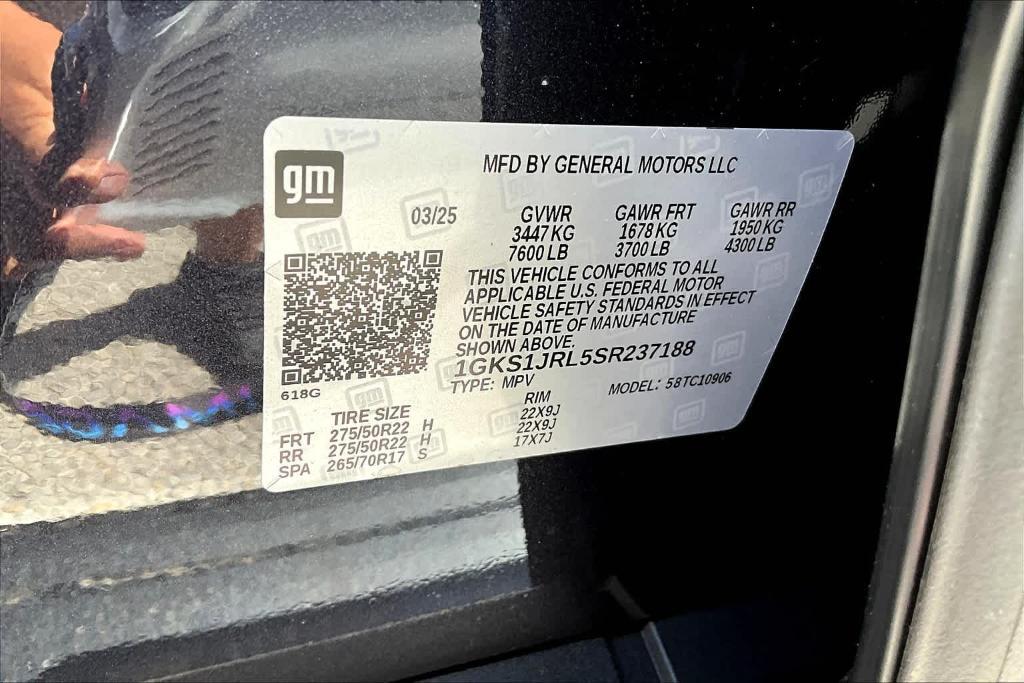 gm
MFD BY GENERAL MOTORS LLC
03/25 GVWR GAWR FRT GAWR RR
3447 KG 1678 KG 1950 KG
7600 LB 3700 LB 4300 LB
THIS VEHICLE CONFORMS TO ALL
APPLICABLE U.S. FEDERAL MOTOR
VEHICLE SAFETY STANDARDS IN EFFECT
ON THE DATE OF MANUFACTURE
SHOWN ABOVE.
1GKS1JRL5SR237188
618G TYPE: MPV MODEL: 58TC10906
TIRE SIZE RIM
FRT 275/50R22 H 22X9J
RR 275/50R22 H 22X9J
SPA 265/70R17 S 17X7J